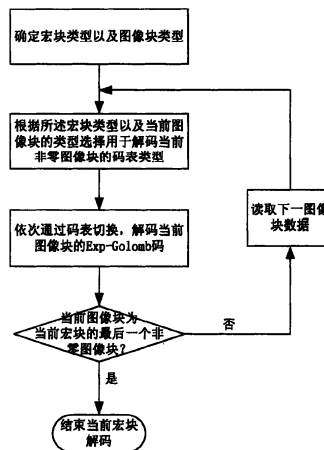 确定宏块类型以及图像块类型
根据所述宏块类型以及当前图
像块的类型选择用于解码当前
非零图像块的码表类型
依次通过码表切换，解码当前
图像块的Exp-Golomb码
读取下一图像
块数据
当前图像块为
当前宏块的最后一个非
零图像块？
否
是
结束当前宏块
解码